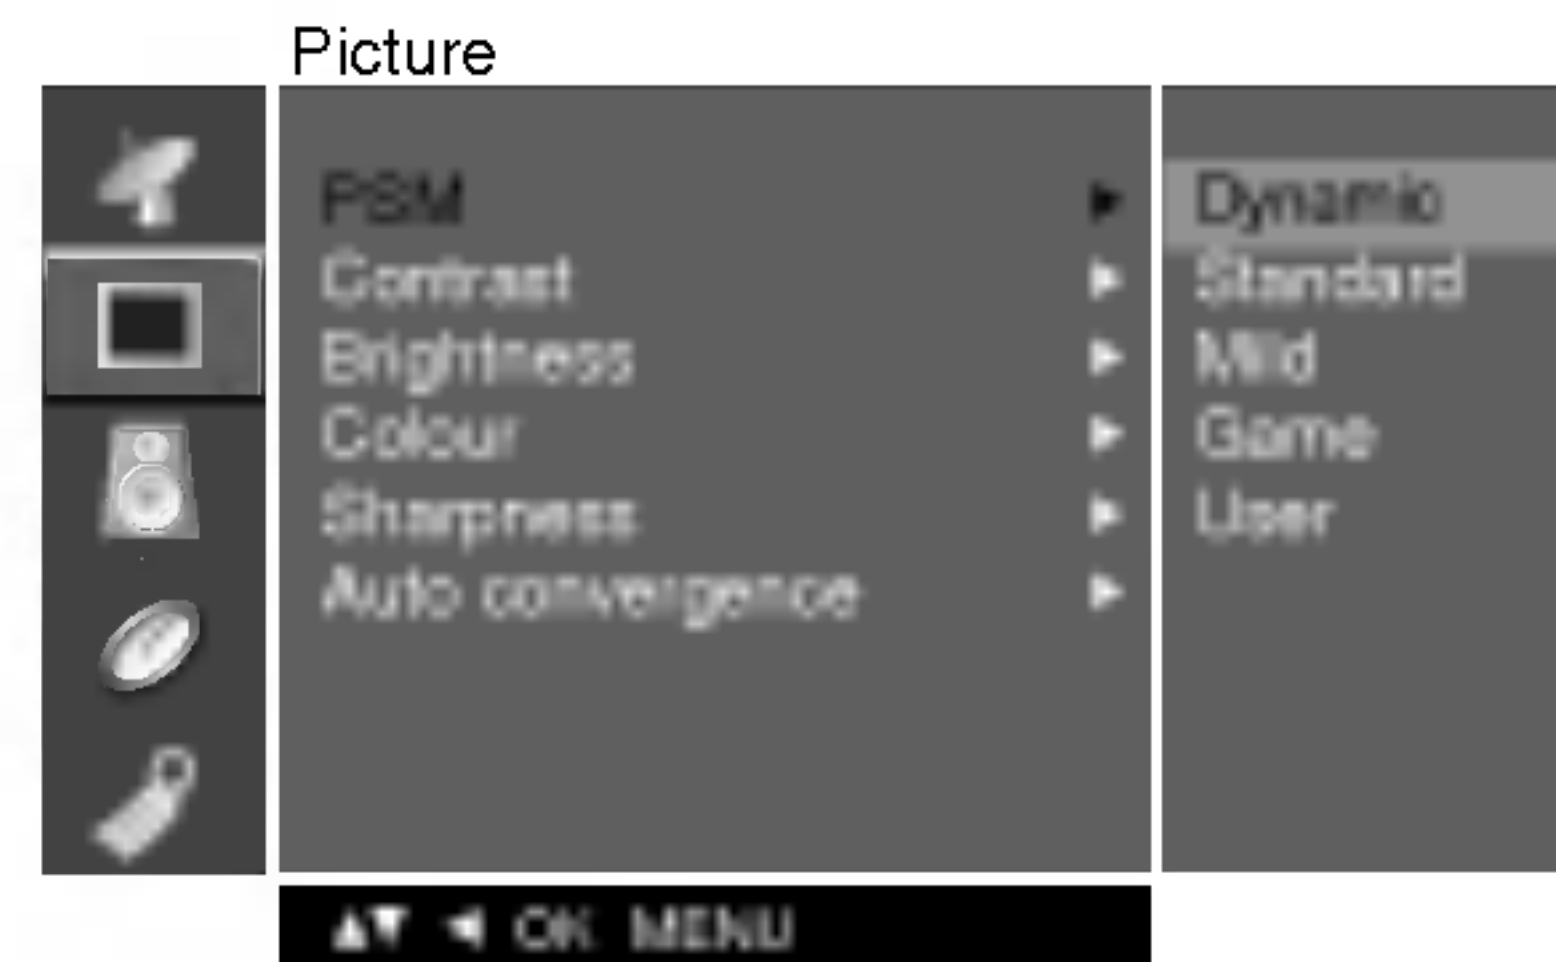 Picture
PSM ▶ Dynamic
Contrast ▶ Standard
Brightness ▶ Mild
Colour ▶ Game
Sharpness ▶ User
Auto convergence ▶
▲▼ ◀ OK MENU